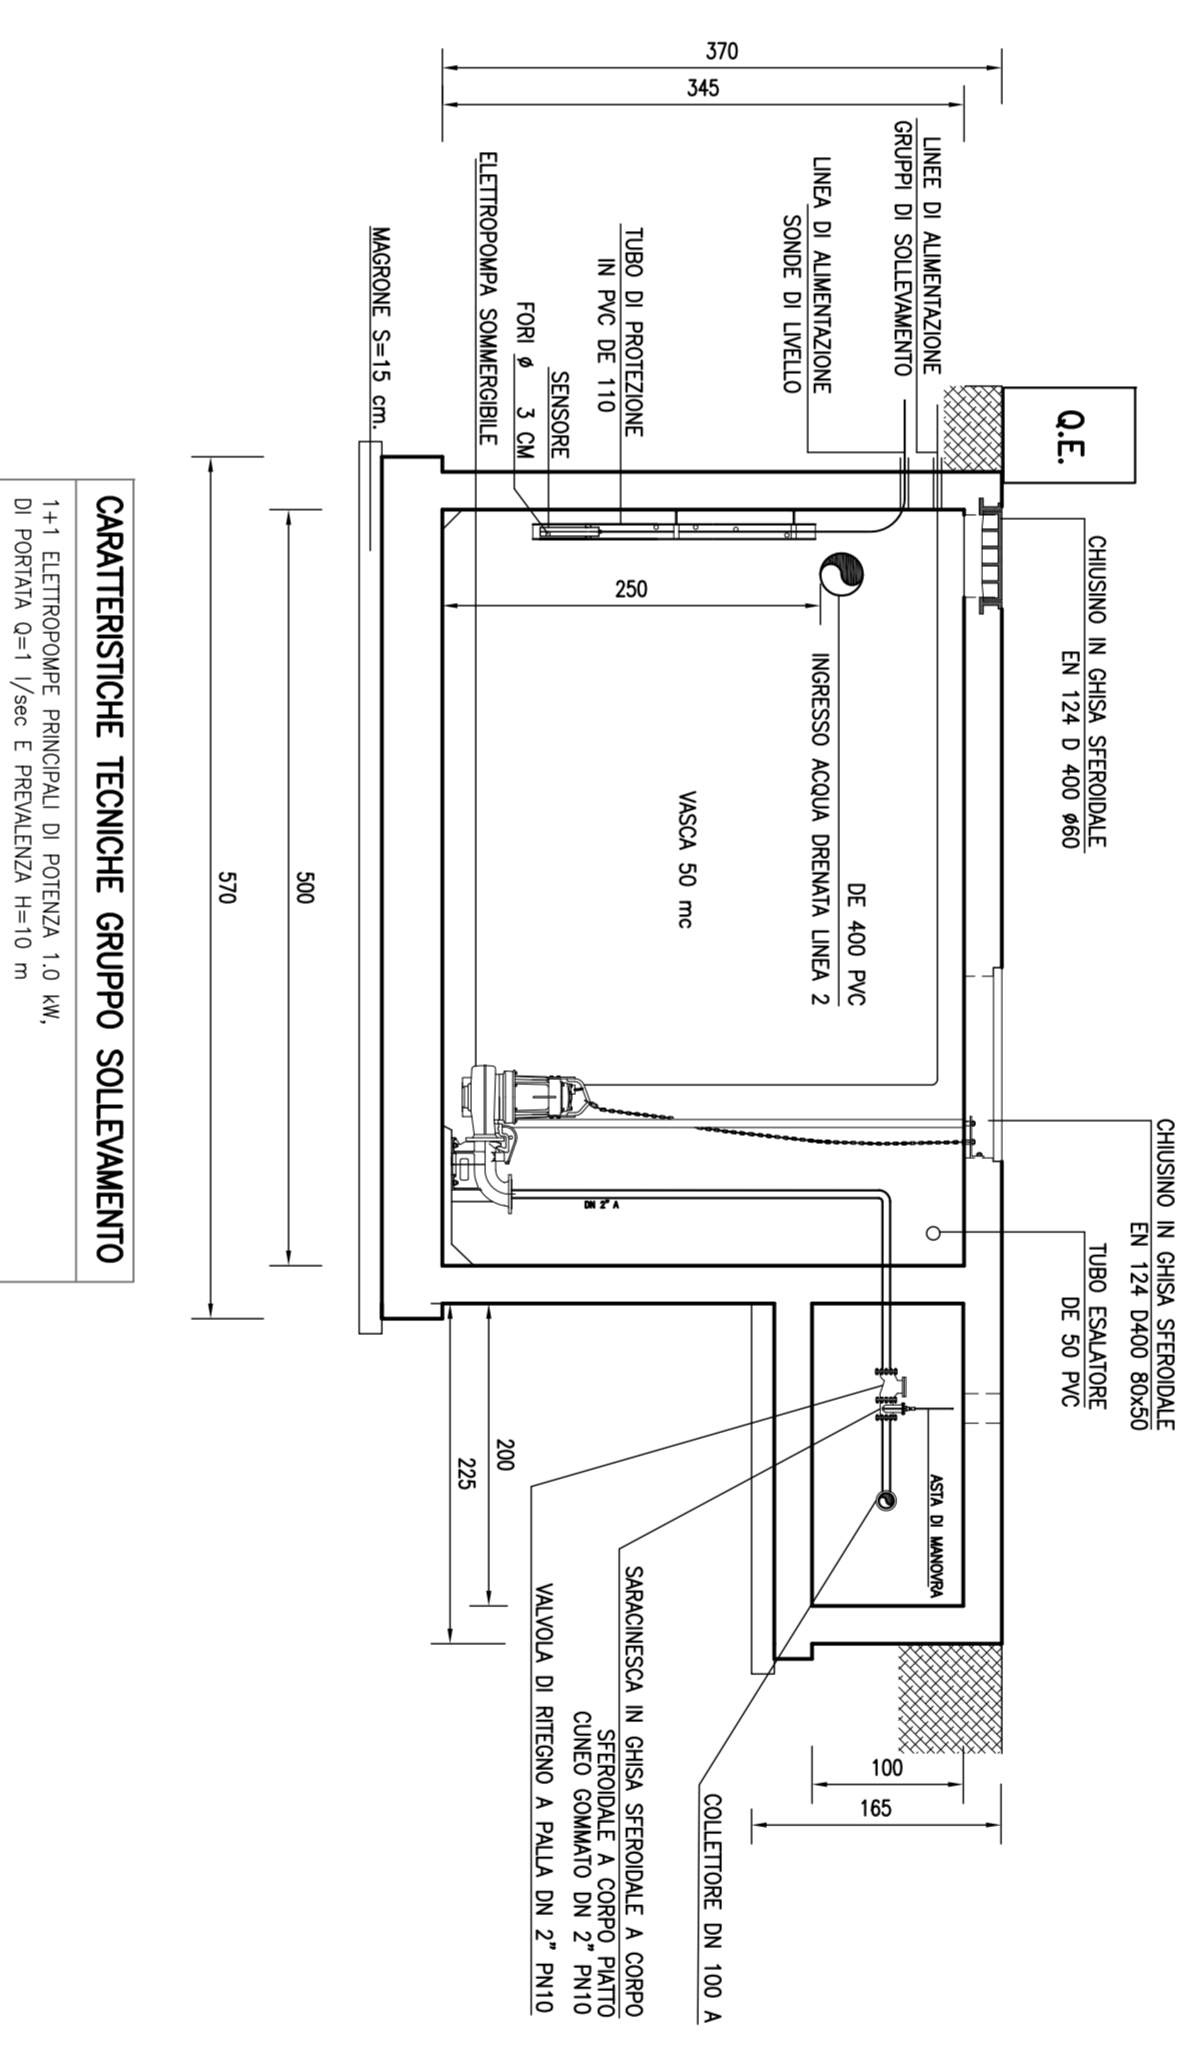 370
345
LINEE DI ALIMENTAZIONE
GRUPPI DI SOLLEVAMENTO
LINEA DI ALIMENTAZIONE
SONDE DI LIVELLO
TUBO DI PROTEZIONE
IN PVC DE 110
SENSORE
FORI ø 3 CM
ELETTROPOMPA SOMMERGIBILE
MAGRONE S=15 cm.
Q.E.
CHIUSINO IN GHISA SFEROIDALE
EN 124 D 400 ø60
CHIUSINO IN GHISA SFEROIDALE
EN 124 D400 80x50
TUBO ESALATORE
DE 50 PVC
250
DE 400 PVC
INGRESSO ACQUA DRENATA LINEA 2
VASCA 50 mc
DN 2" A
ASTA DI MANOVRA
100
165
COLLETTORE DN 100 A
SARACINESCA IN GHISA SFEROIDALE A CORPO
SFEROIDALE A CORPO PIATTO
CUNEO GOMMATO DN 2" PN10
VALVOLA DI RITEGNO A PALLA DN 2" PN10
200
225
500
570
CARATTERISTICHE TECNICHE GRUPPO SOLLEVAMENTO
1+1 ELETTROPOMPE PRINCIPALI DI POTENZA 1.0 kW,
DI PORTATA Q=1 l/sec E PREVALENZA H=10 m